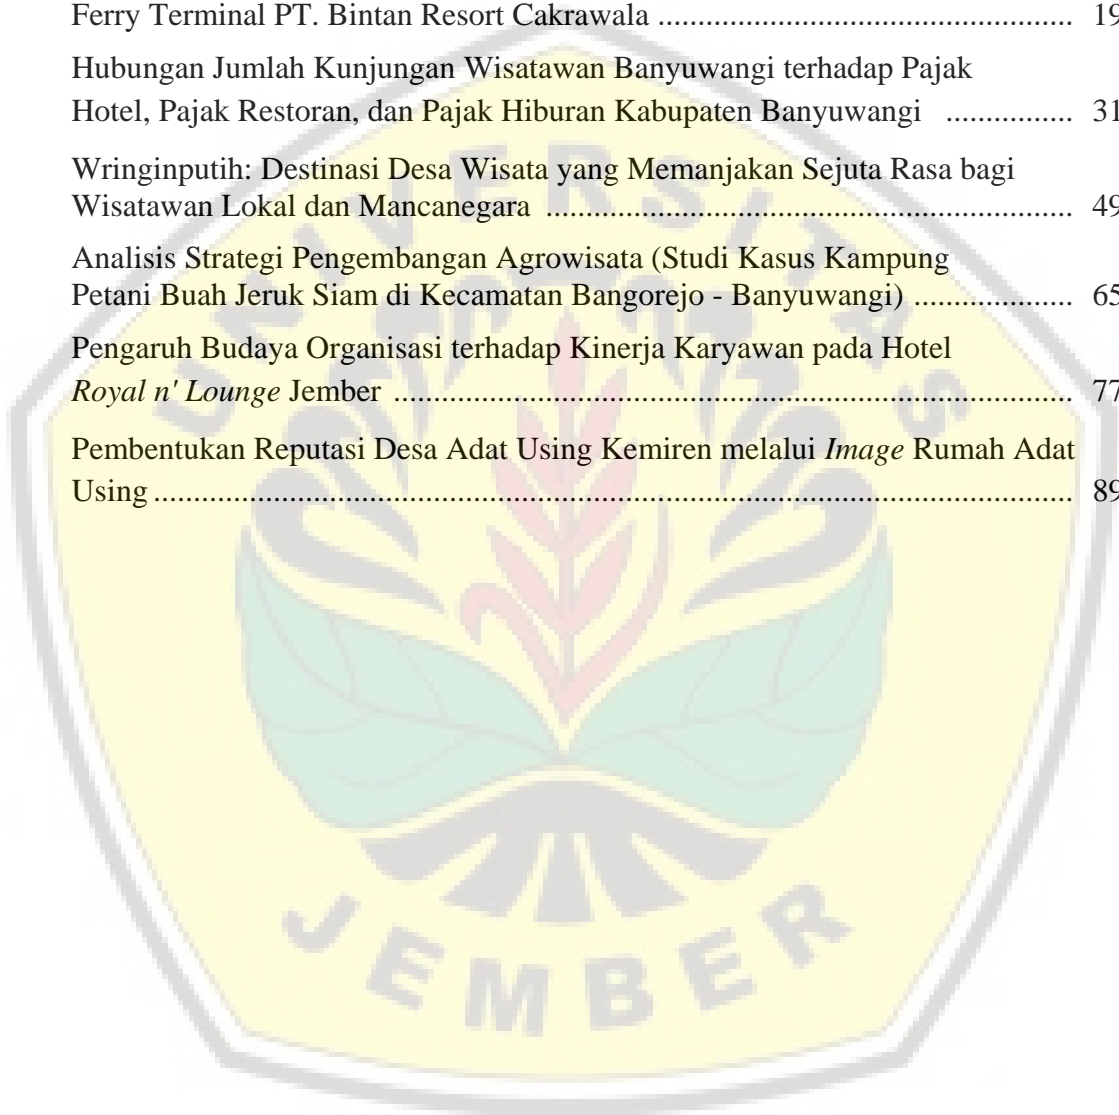 Ferry Terminal PT. Bintan Resort Cakrawala ............................................... 19
Hubungan Jumlah Kunjungan Wisatawan Banyuwangi terhadap Pajak
Hotel, Pajak Restoran, dan Pajak Hiburan Kabupaten Banyuwangi ............... 31
Wringinputih: Destinasi Desa Wisata yang Memanjakan Sejuta Rasa bagi
Wisatawan Lokal dan Mancanegara .............................................................. 49
Analisis Strategi Pengembangan Agrowisata (Studi Kasus Kampung
Petani Buah Jeruk Siam di Kecamatan Bangorejo - Banyuwangi) ................... 65
Pengaruh Budaya Organisasi terhadap Kinerja Karyawan pada Hotel
Royal n' Lounge Jember ................................................................................ 77
Pembentukan Reputasi Desa Adat Using Kemiren melalui Image Rumah Adat
Using ............................................................................................................ 89
UNIVERSITAS
JEMBER